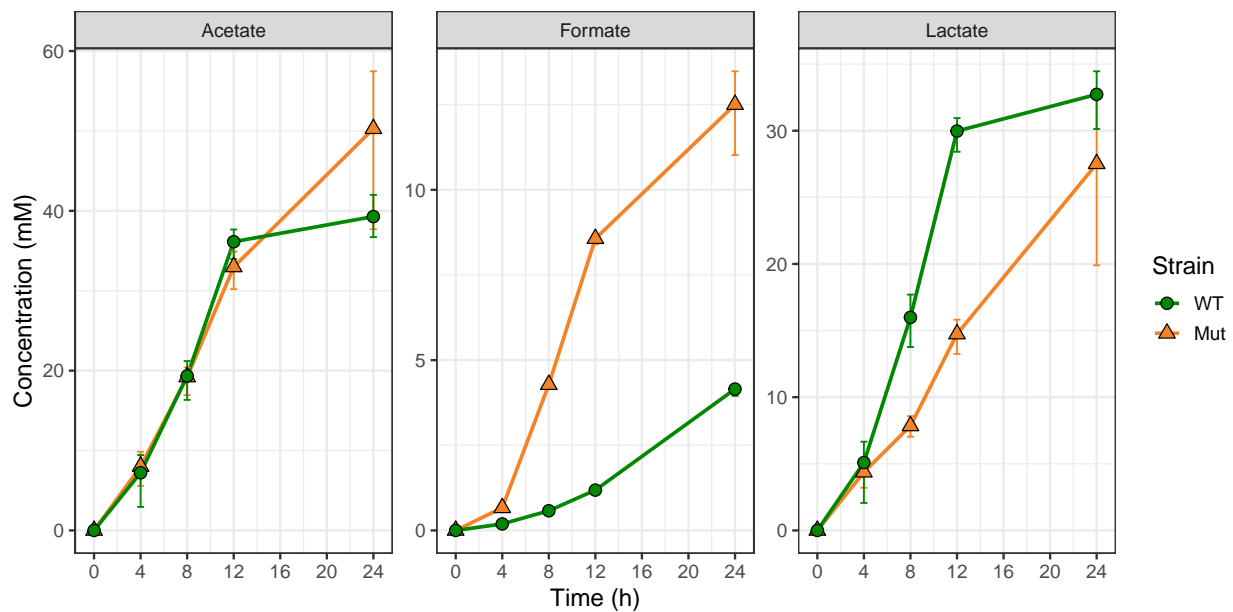 Acetate
Formate
Lactate
Concentration (mM)
60
40
20
0
10
5
0
30
20
10
0
0 4 8 12 16 20 24
0 4 8 12 16 20 24
0 4 8 12 16 20 24
Time (h)
Strain
WT
Mut